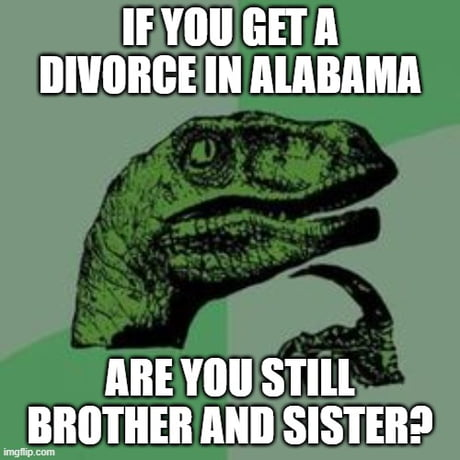 IF YOU GET A
DIVORCE IN ALABAMA
ARE YOU STILL
BROTHER AND SISTER?
imgflip.com